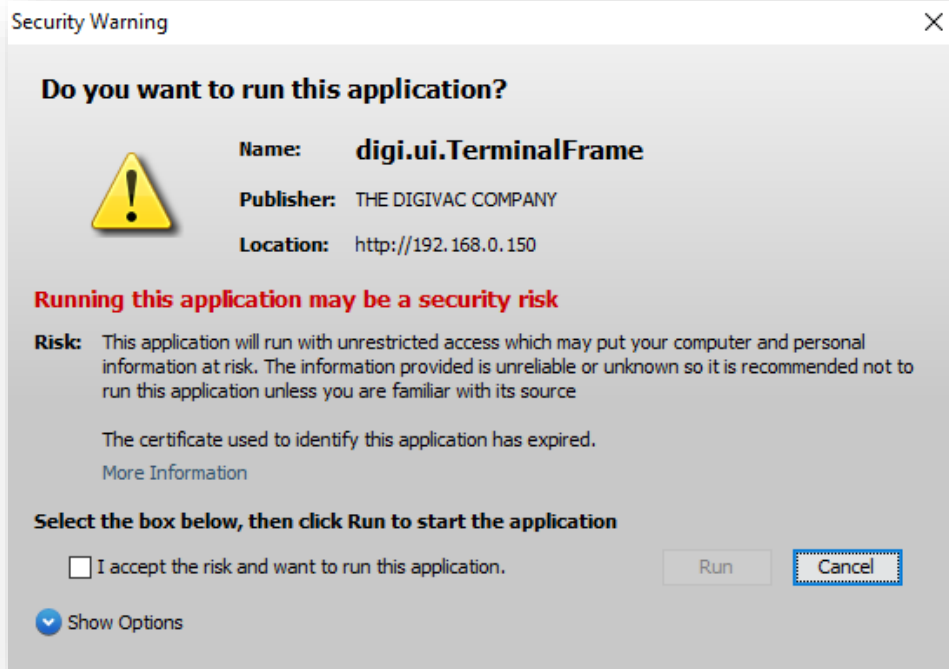 Security Warning
Do you want to run this application?
Name: digi.ui.TerminalFrame
Publisher: THE DIGIVAC COMPANY
Location: http://192.168.0.150
Running this application may be a security risk
Risk: This application will run with unrestricted access which may put your computer and personal
information at risk. The information provided is unreliable or unknown so it is recommended not to
run this application unless you are familiar with its source
The certificate used to identify this application has expired.
More Information
Select the box below, then click Run to start the application
I accept the risk and want to run this application. Run Cancel
Show Options